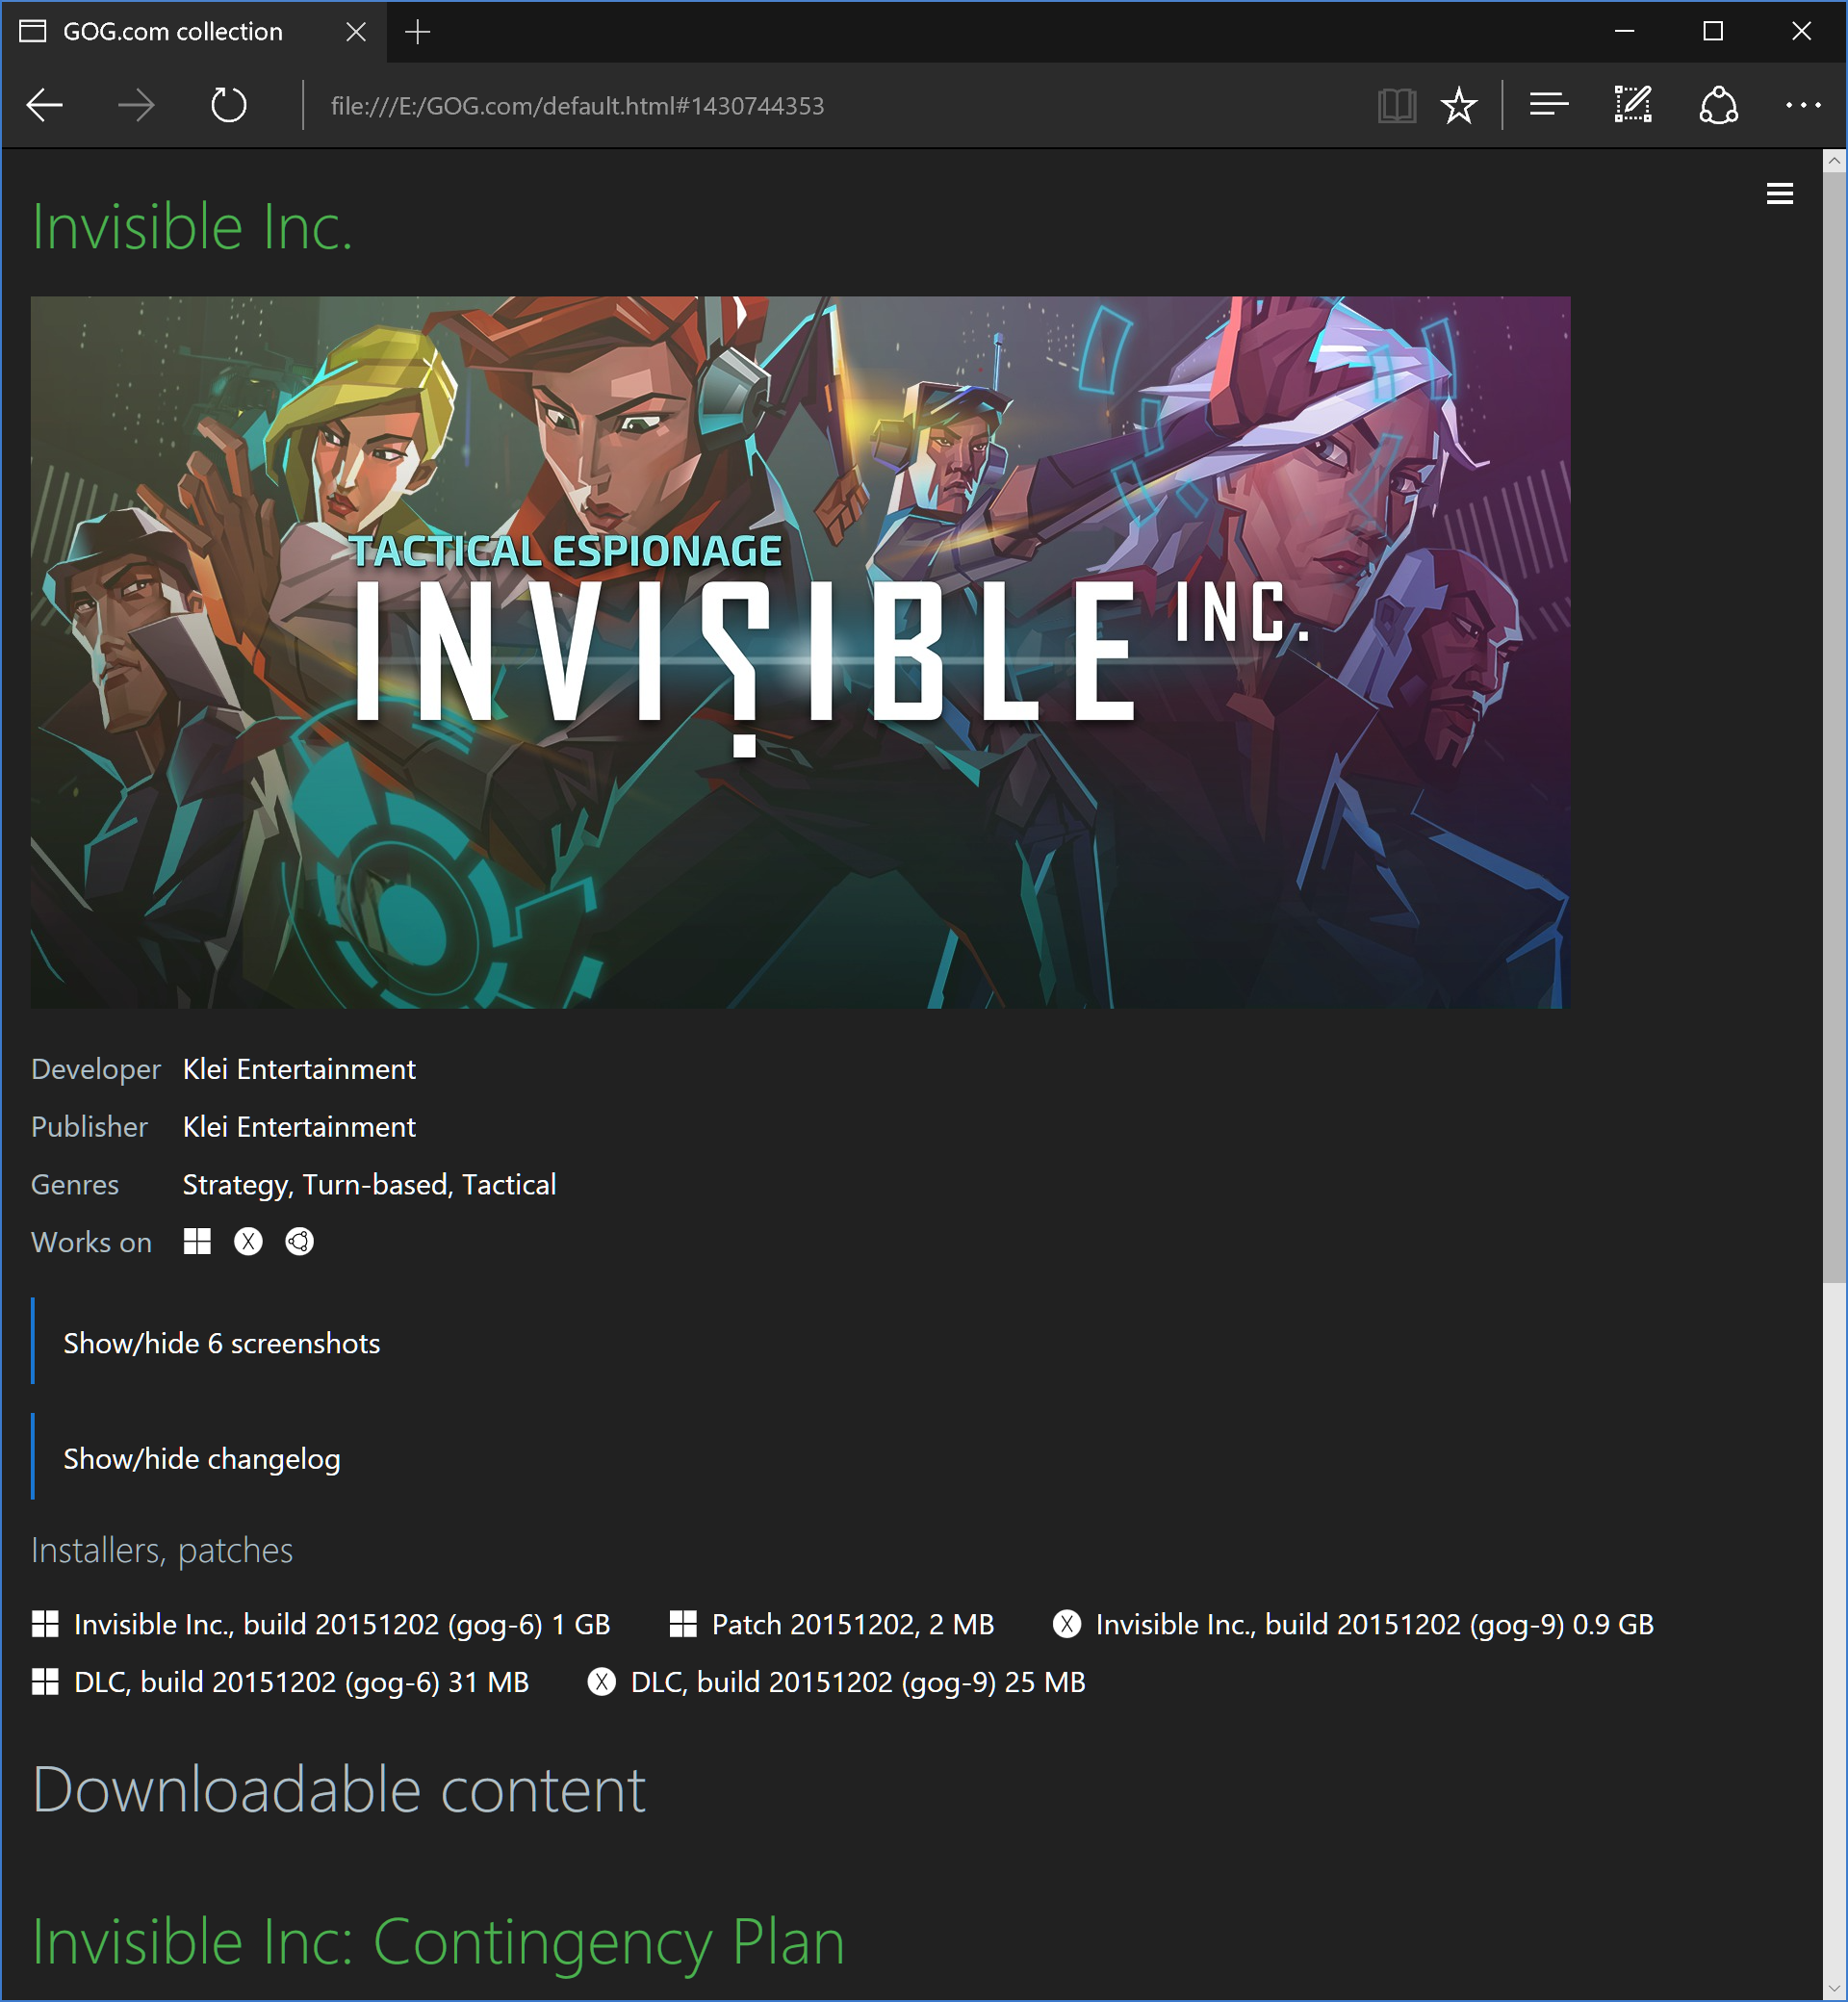 GOG.com collection
file:///E:/GOG.com/default.html#1430744353
Invisible Inc.
TACTICAL ESPIONAGE
INVISIBLE INC.
Developer Klei Entertainment
Publisher Klei Entertainment
Genres Strategy, Turn-based, Tactical
Works on
Show/hide 6 screenshots
Show/hide changelog
Installers, patches
Invisible Inc., build 20151202 (gog-6) 1 GB Patch 20151202, 2 MB Invisible Inc., build 20151202 (gog-9) 0.9 GB
DLC, build 20151202 (gog-6) 31 MB DLC, build 20151202 (gog-9) 25 MB
Downloadable content
Invisible Inc: Contingency Plan